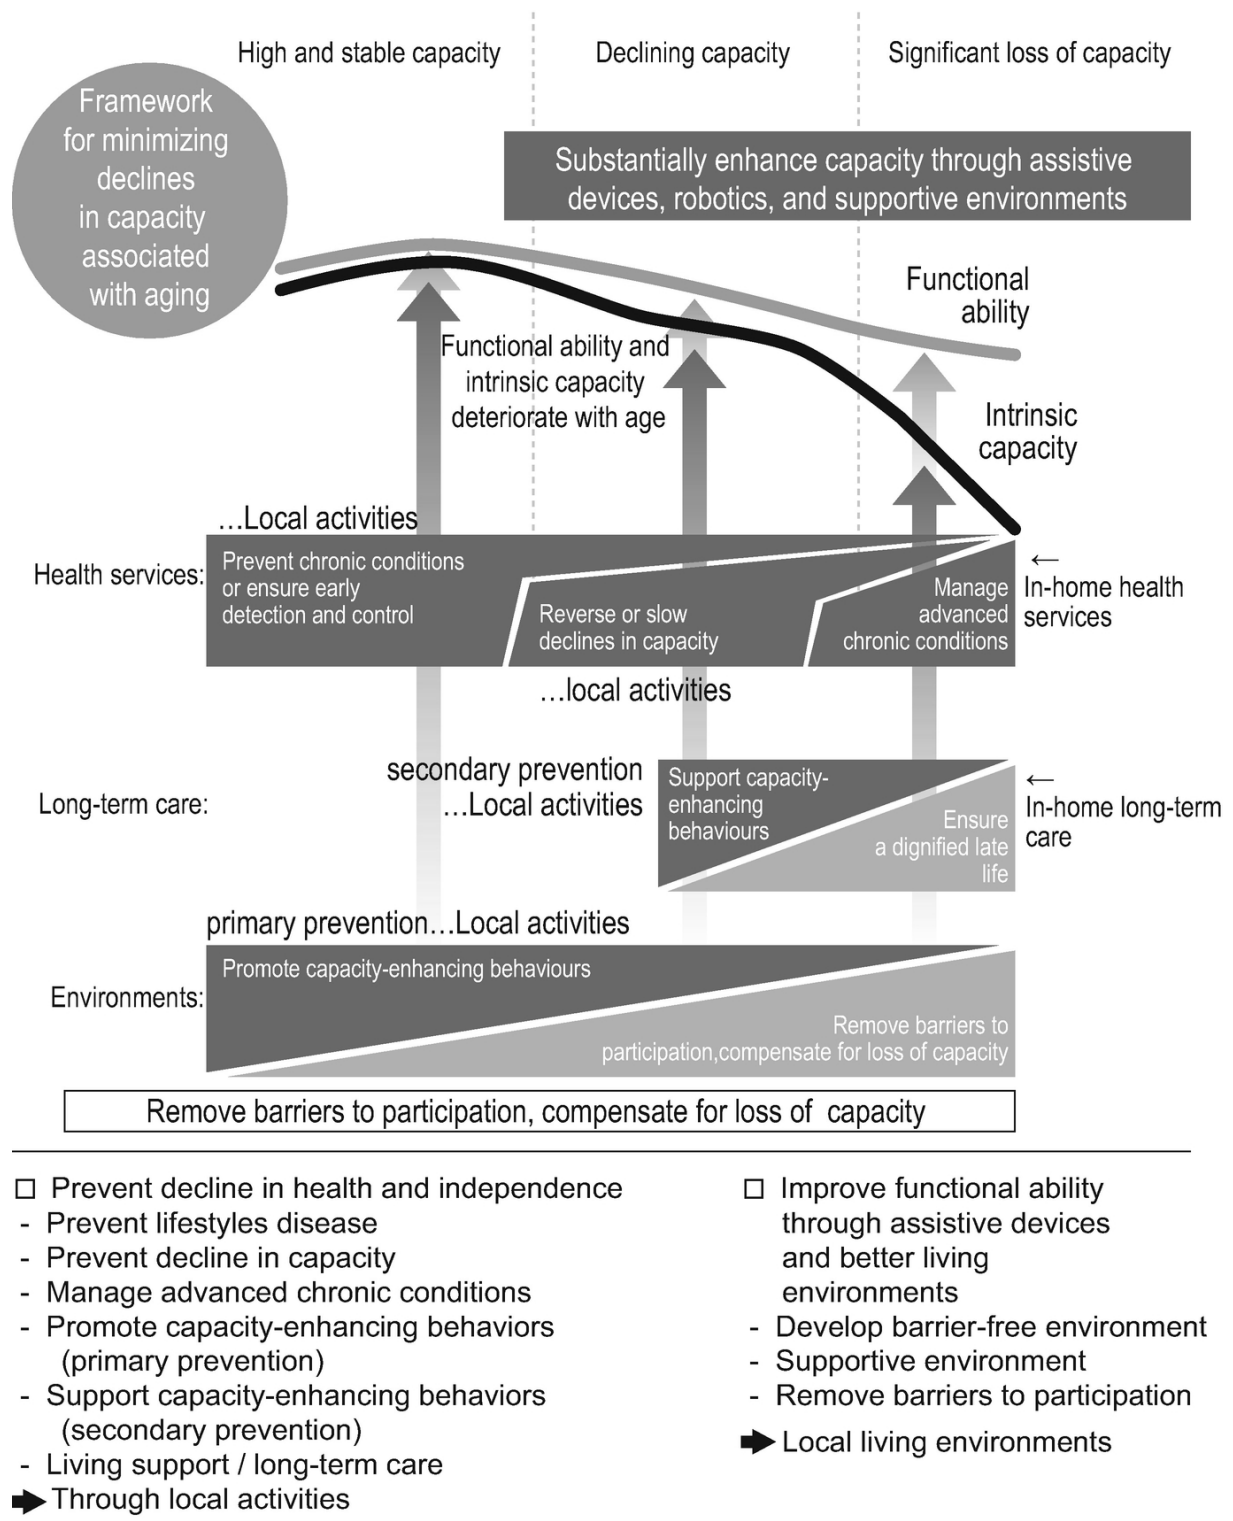 High and stable capacity
Declining capacity
Significant loss of capacity
Framework
for minimizing
declines
in capacity
associated
with aging
Substantially enhance capacity through assistive
devices, robotics, and supportive environments
Functional
ability
Functional ability and
intrinsic capacity
deteriorate with age
Intrinsic
capacity
...Local activities
Health services:
Prevent chronic conditions
or ensure early
detection and control
Reverse or slow
declines in capacity
Manage
advanced
chronic conditions
←
In-home health
services
...local activities
Long-term care:
secondary prevention
...Local activities
Support capacity-
enhancing
behaviours
Ensure
a dignified late
life
←
In-home long-term
care
primary prevention...Local activities
Environments:
Promote capacity-enhancing behaviours
Remove barriers to
participation,compensate for loss of capacity
Remove barriers to participation, compensate for loss of capacity
□ Prevent decline in health and independence
- Prevent lifestyles disease
- Prevent decline in capacity
- Manage advanced chronic conditions
- Promote capacity-enhancing behaviors
(primary prevention)
- Support capacity-enhancing behaviors
(secondary prevention)
- Living support / long-term care
➡ Through local activities
□ Improve functional ability
through assistive devices
and better living
environments
- Develop barrier-free environment
- Supportive environment
- Remove barriers to participation
➡ Local living environments